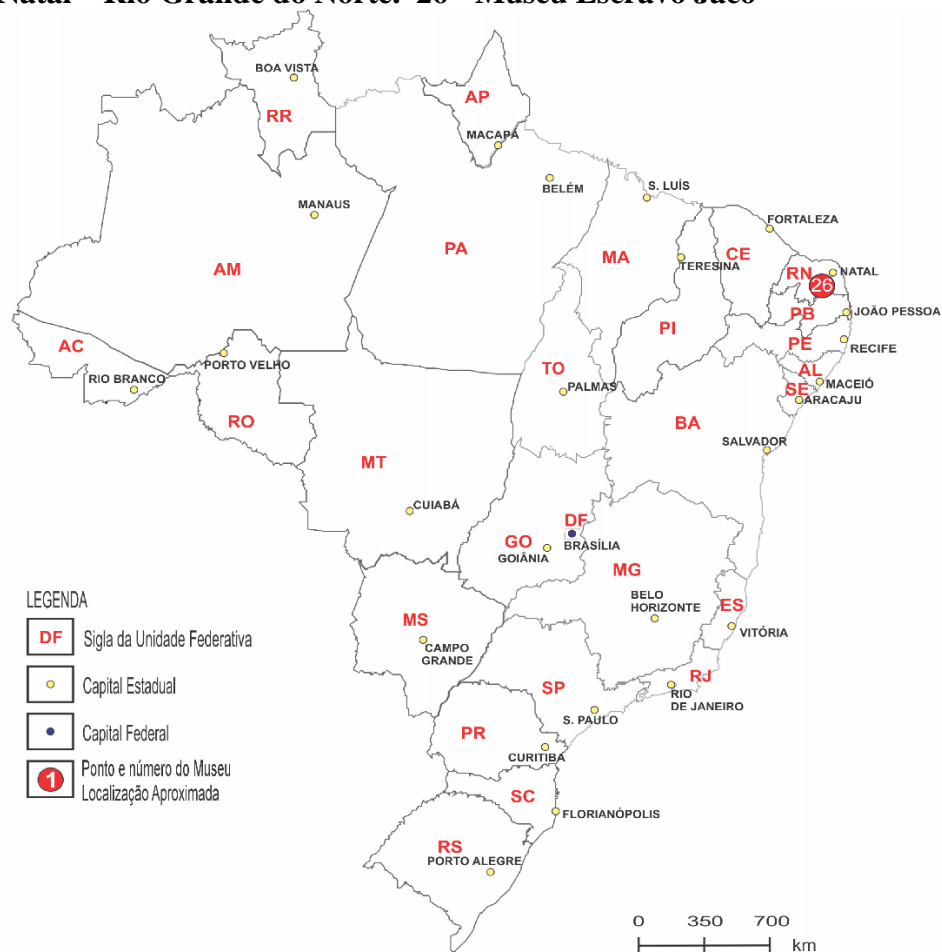 Natal – Rio Grande do Norte. 26 - Museu Escravo Jacó
BOA VISTA
RR
AP
MACAPÁ
BELÉM
S. LUÍS
MANAUS
FORTALEZA
AM
PA
MA
TERESINA
CE
RN
NATAL
26
PB
JOÃO PESSOA
PI
PE
RECIFE
AC
PORTO VELHO
RIO BRANCO
TO
PALMAS
AL
MACEIÓ
SE
ARACAJU
RO
BA
MT
SALVADOR
CUIABÁ
DF
GO
BRASÍLIA
GOIÂNIA
MG
BELO
HORIZONTE
ES
VITÓRIA
MS
CAMPO
GRANDE
RJ
SP
RIO
DE JANEIRO
S. PAULO
PR
CURITIBA
SC
FLORIANÓPOLIS
RS
PORTO ALEGRE
LEGENDA
DF Sigla da Unidade Federativa
Capital Estadual
Capital Federal
1 Ponto e número do Museu
Localização Aproximada
0 350 700
km